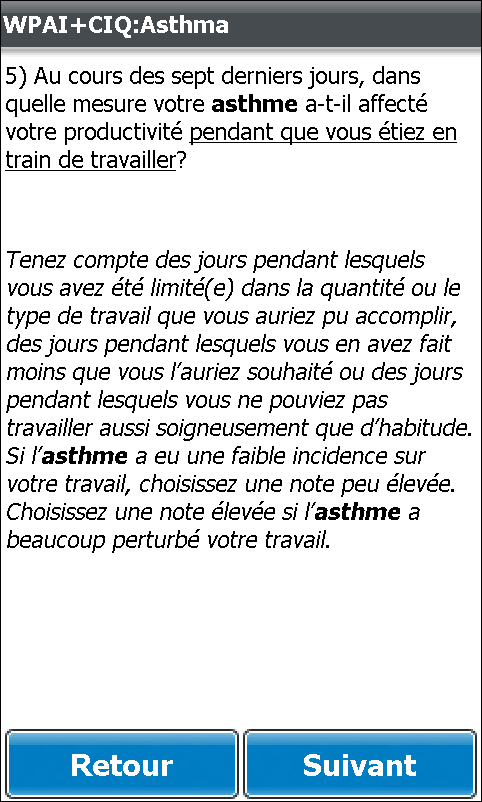 WPAI+CIQ:Asthma
5) Au cours des sept derniers jours, dans
quelle mesure votre asthme a-t-il affecté
votre productivité pendant que vous étiez en
train de travailler?
Tenez compte des jours pendant lesquels
vous avez été limité(e) dans la quantité ou le
type de travail que vous auriez pu accomplir,
des jours pendant lesquels vous en avez fait
moins que vous l’auriez souhaité ou des jours
pendant lesquels vous ne pouviez pas
travailler aussi soigneusement que d’habitude.
Si l’asthme a eu une faible incidence sur
votre travail, choisissez une note peu élevée.
Choisissez une note élevée si l’asthme a
beaucoup perturbé votre travail.
Retour
Suivant